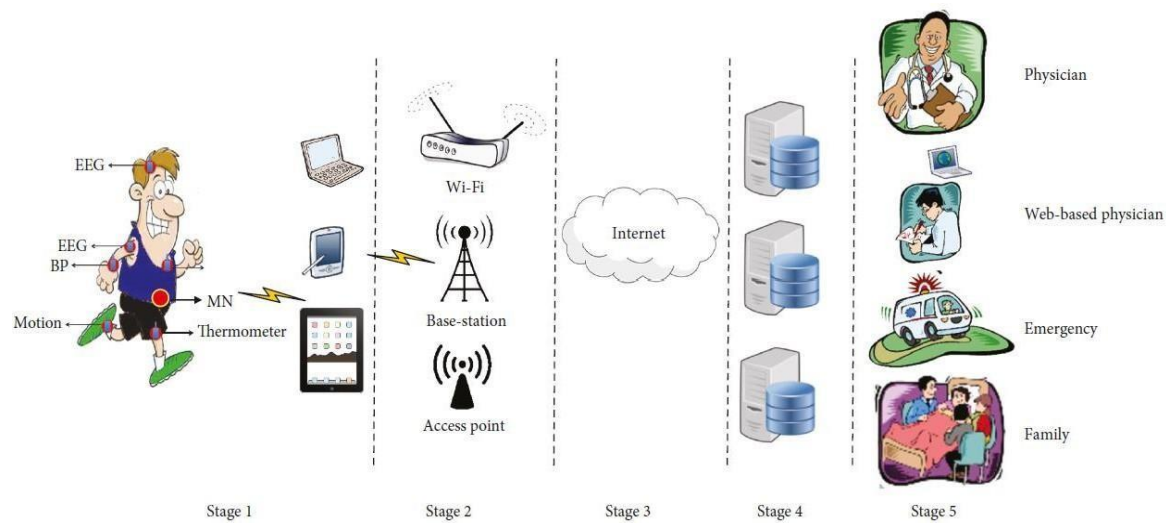 EEG
EEG
BP
MN
Motion
Thermometer
Wi-Fi
Base-station
Access point
Internet
Physician
Web-based physician
Emergency
Family
Stage 1
Stage 2
Stage 3
Stage 4
Stage 5